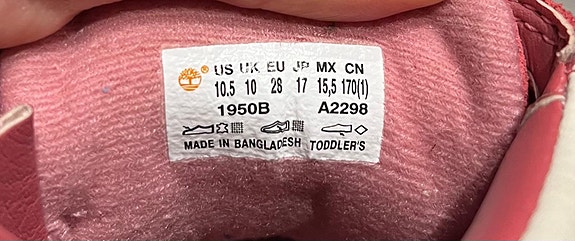 US UK EU JP MX CN
10.5 10 28 17 15,5 170(1)
1950B A2298
MADE IN BANGLADESH TODDLER'S